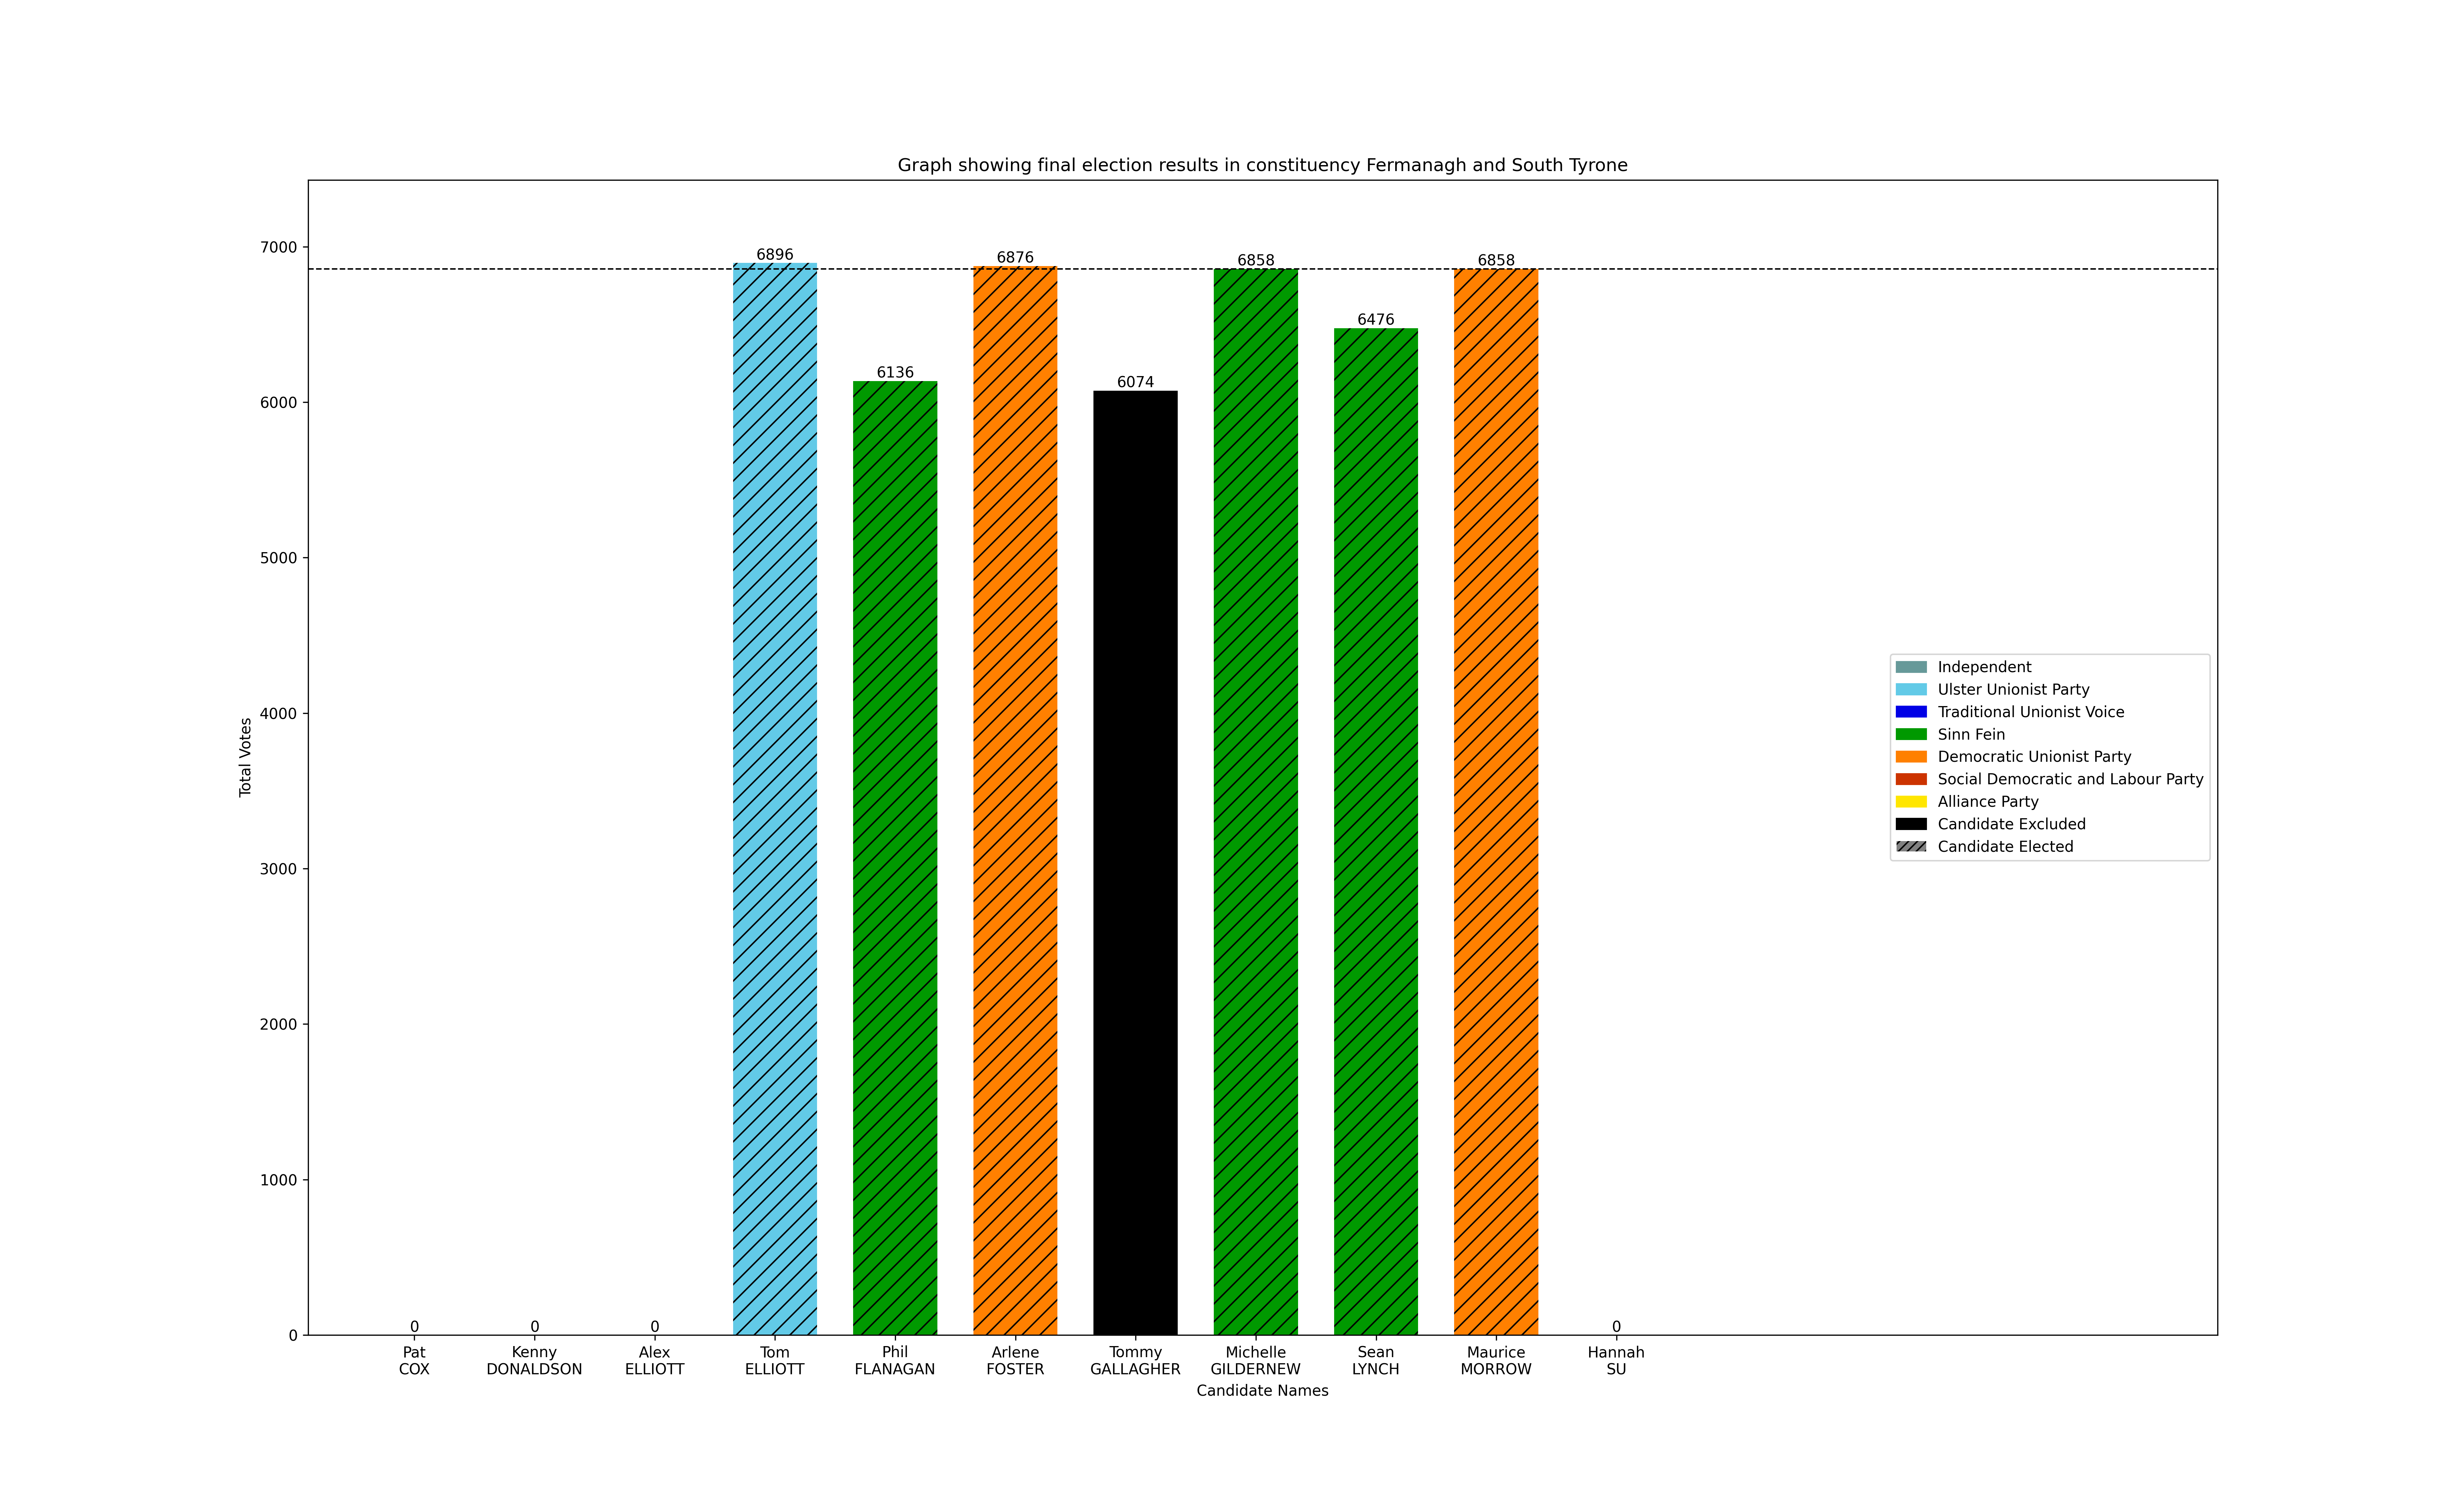 Graph showing final election results in constituency Fermanagh and South Tyrone
Total Votes
7000
6000
5000
4000
3000
2000
1000
0
6896
6136
6876
6074
6858
6476
6858
0
0
0
0
Independent
Ulster Unionist Party
Traditional Unionist Voice
Sinn Fein
Democratic Unionist Party
Social Democratic and Labour Party
Alliance Party
Candidate Excluded
Candidate Elected
Pat
COX
Kenny
DONALDSON
Alex
ELLIOTT
Tom
ELLIOTT
Phil
FLANAGAN
Arlene
FOSTER
Tommy
GALLAGHER
Michelle
GILDERNEW
Sean
LYNCH
Maurice
MORROW
Hannah
SU
Candidate Names